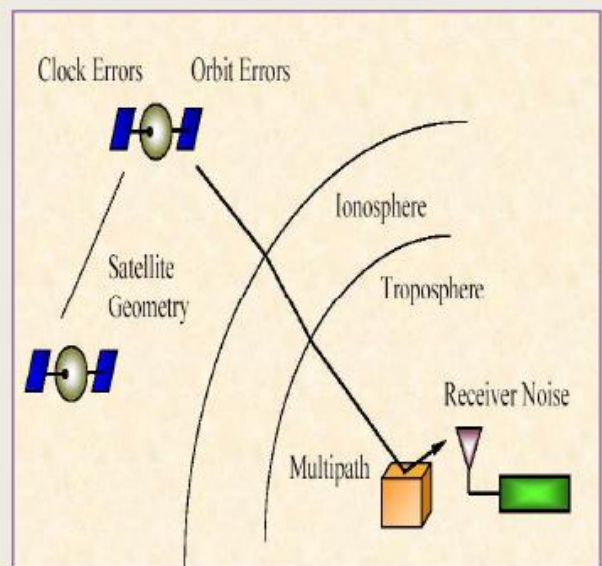 Clock Errors
Orbit Errors
Ionosphere
Satellite
Geometry
Troposphere
Receiver Noise
Multipath